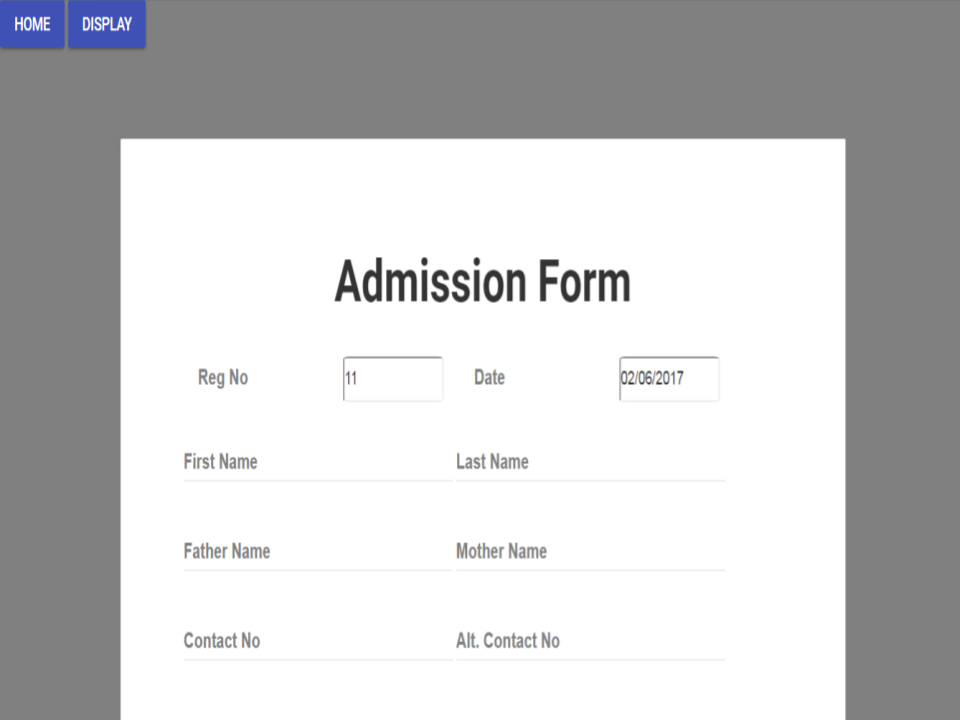 HOME DISPLAY
Admission Form
Reg No 11 Date 02/06/2017
First Name Last Name
Father Name Mother Name
Contact No Alt. Contact No